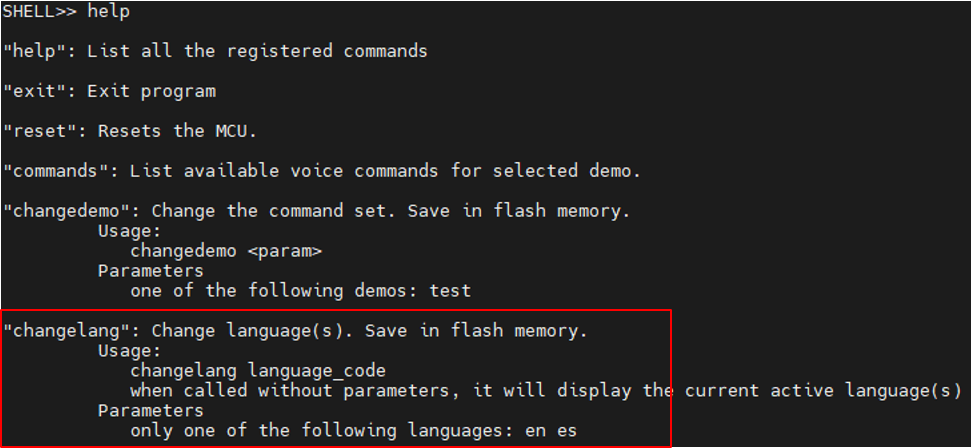 SHELL>> help
"help": List all the registered commands
"exit": Exit program
"reset": Resets the MCU.
"commands": List available voice commands for selected demo.
"changedemo": Change the command set. Save in flash memory.
Usage:
changedemo <param>
Parameters
one of the following demos: test
"changelang": Change language(s). Save in flash memory.
Usage:
changelang language_code
when called without parameters, it will display the current active language(s)
Parameters
only one of the following languages: en es